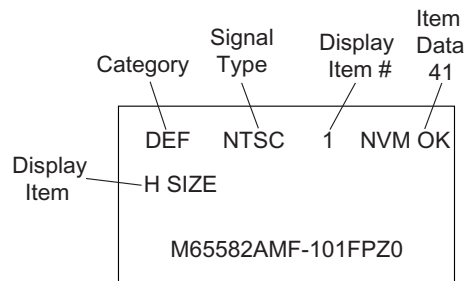 Category
Signal
Type
Display
Item #
Item
Data
41
DEF NTSC 1 NVM OK
Display
Item
H SIZE
M65582AMF-101FPZ0